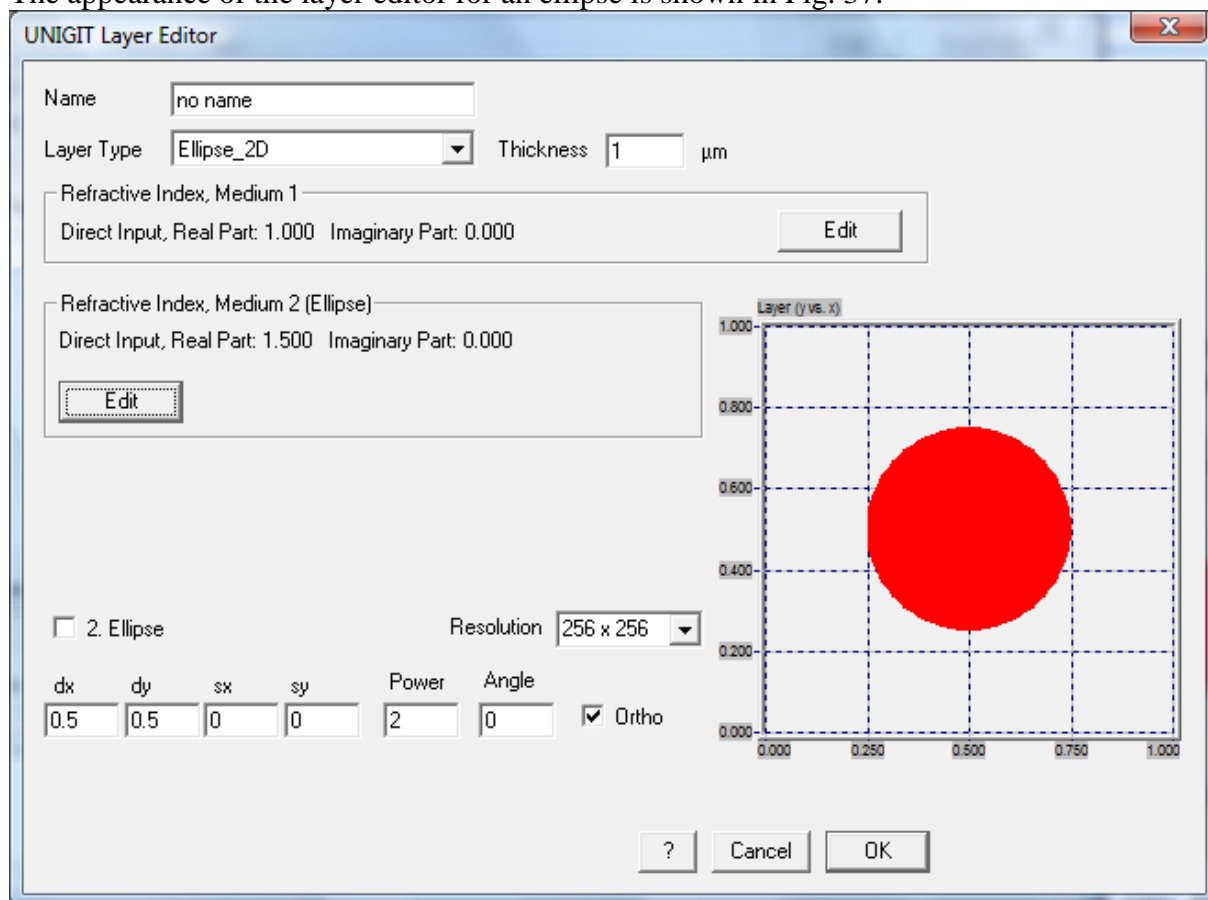 The appearance of the layer editor for an ellipse is shown in Fig. 37.
UNIGIT Layer Editor
Name no name
Layer Type Ellipse_2D Thickness 1 µm
Refractive Index, Medium 1
Direct Input, Real Part: 1.000 Imaginary Part: 0.000 Edit
Refractive Index, Medium 2 (Ellipse)
Direct Input, Real Part: 1.500 Imaginary Part: 0.000
Edit
Layer (y vs. x)
1.000
0.800
0.600
0.400
0.200
0.000
0.000 0.250 0.500 0.750 1.000
2. Ellipse Resolution 256 x 256
dx dy sx sy Power Angle
0.5 0.5 0 0 2 0 Ortho
? Cancel OK